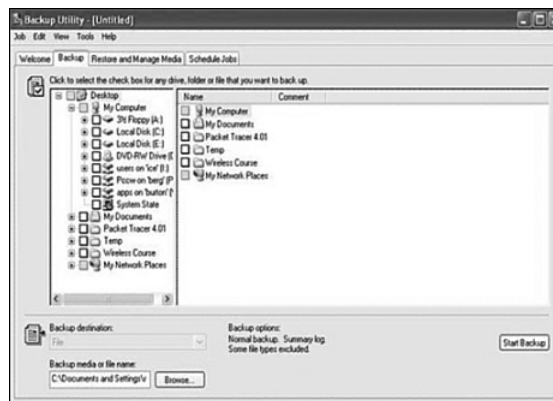 Backup Utility - [Untitled]
Job Edit View Tools Help
Welcome Backup Restore and Manage Media Schedule Jobs
Click to select the check box for any drive, folder or file that you want to back up.
Desktop
My Computer
3½ Floppy (A:)
Local Disk (C:)
Local Disk (E:)
DVD-RW Drive (
users on 'ice' (I:)
Pccw on 'berg' (P
apps on 'button' (
System State
My Documents
Packet Tracer 4.01
Temp
Wireless Course
My Network Places
Name Comment
My Computer
My Documents
Packet Tracer 4.01
Temp
Wireless Course
My Network Places
Backup destination:
File
Backup media or file name:
C:\Documents and Settings\
Browse...
Backup options:
Normal backup. Summary log.
Some file types excluded.
Start Backup